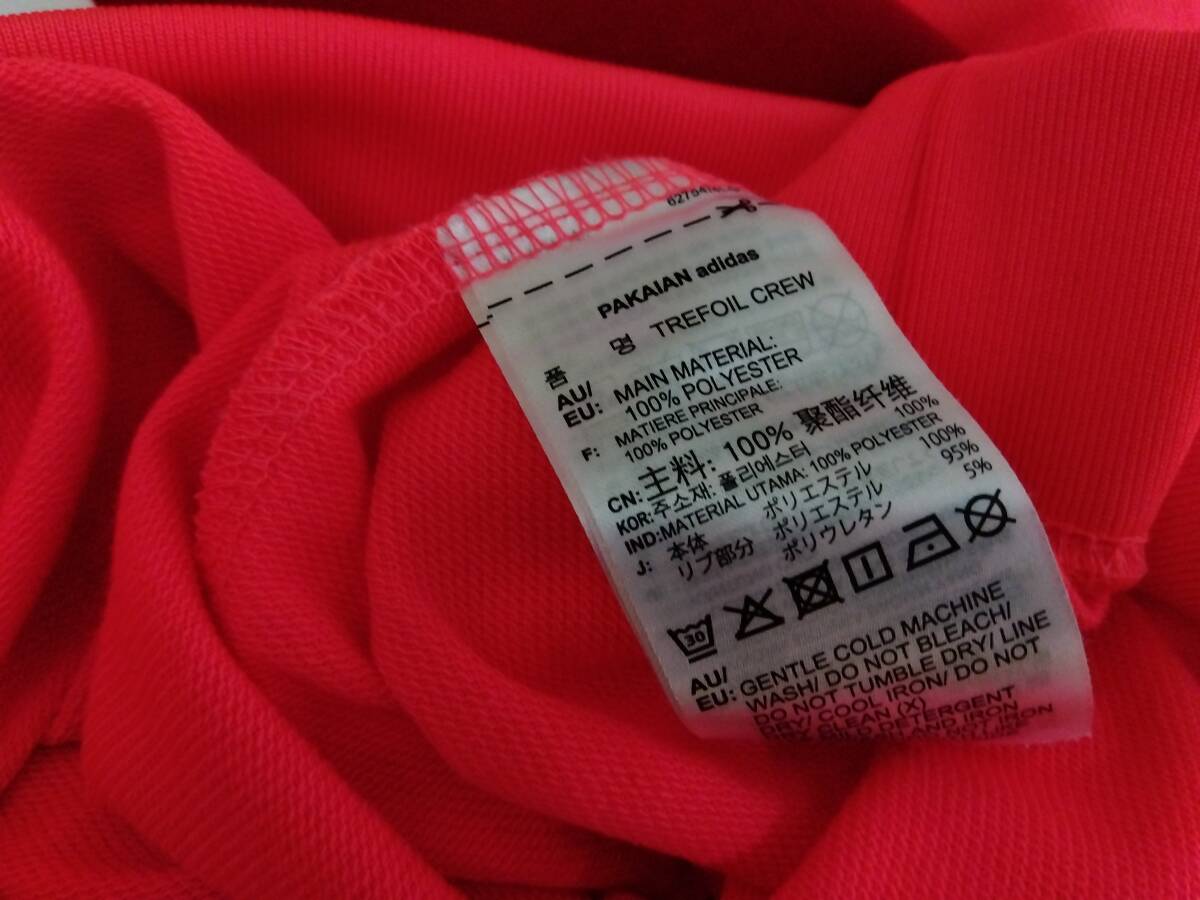 PAKAIAN adidas
품 명 TREFOIL CREW
AU/ EU: MAIN MATERIAL:
100% POLYESTER
F: MATIERE PRINCIPALE:
100% POLYESTER
CN: 主料: 100% 聚酯纤维
KOR: 주소재: 폴리에스터 100%
IND: MATERIAL UTAMA: 100% POLYESTER
J: 本体 ポリエステル 100%
リブ部分 ポリエステル 95%
ポリウレタン 5%
30
AU/ EU: GENTLE COLD MACHINE
WASH/ DO NOT BLEACH/
DO NOT TUMBLE DRY/ LINE
DRY/ COOL IRON/ DO NOT
DRY CLEAN (X)
MILD DETERGENT